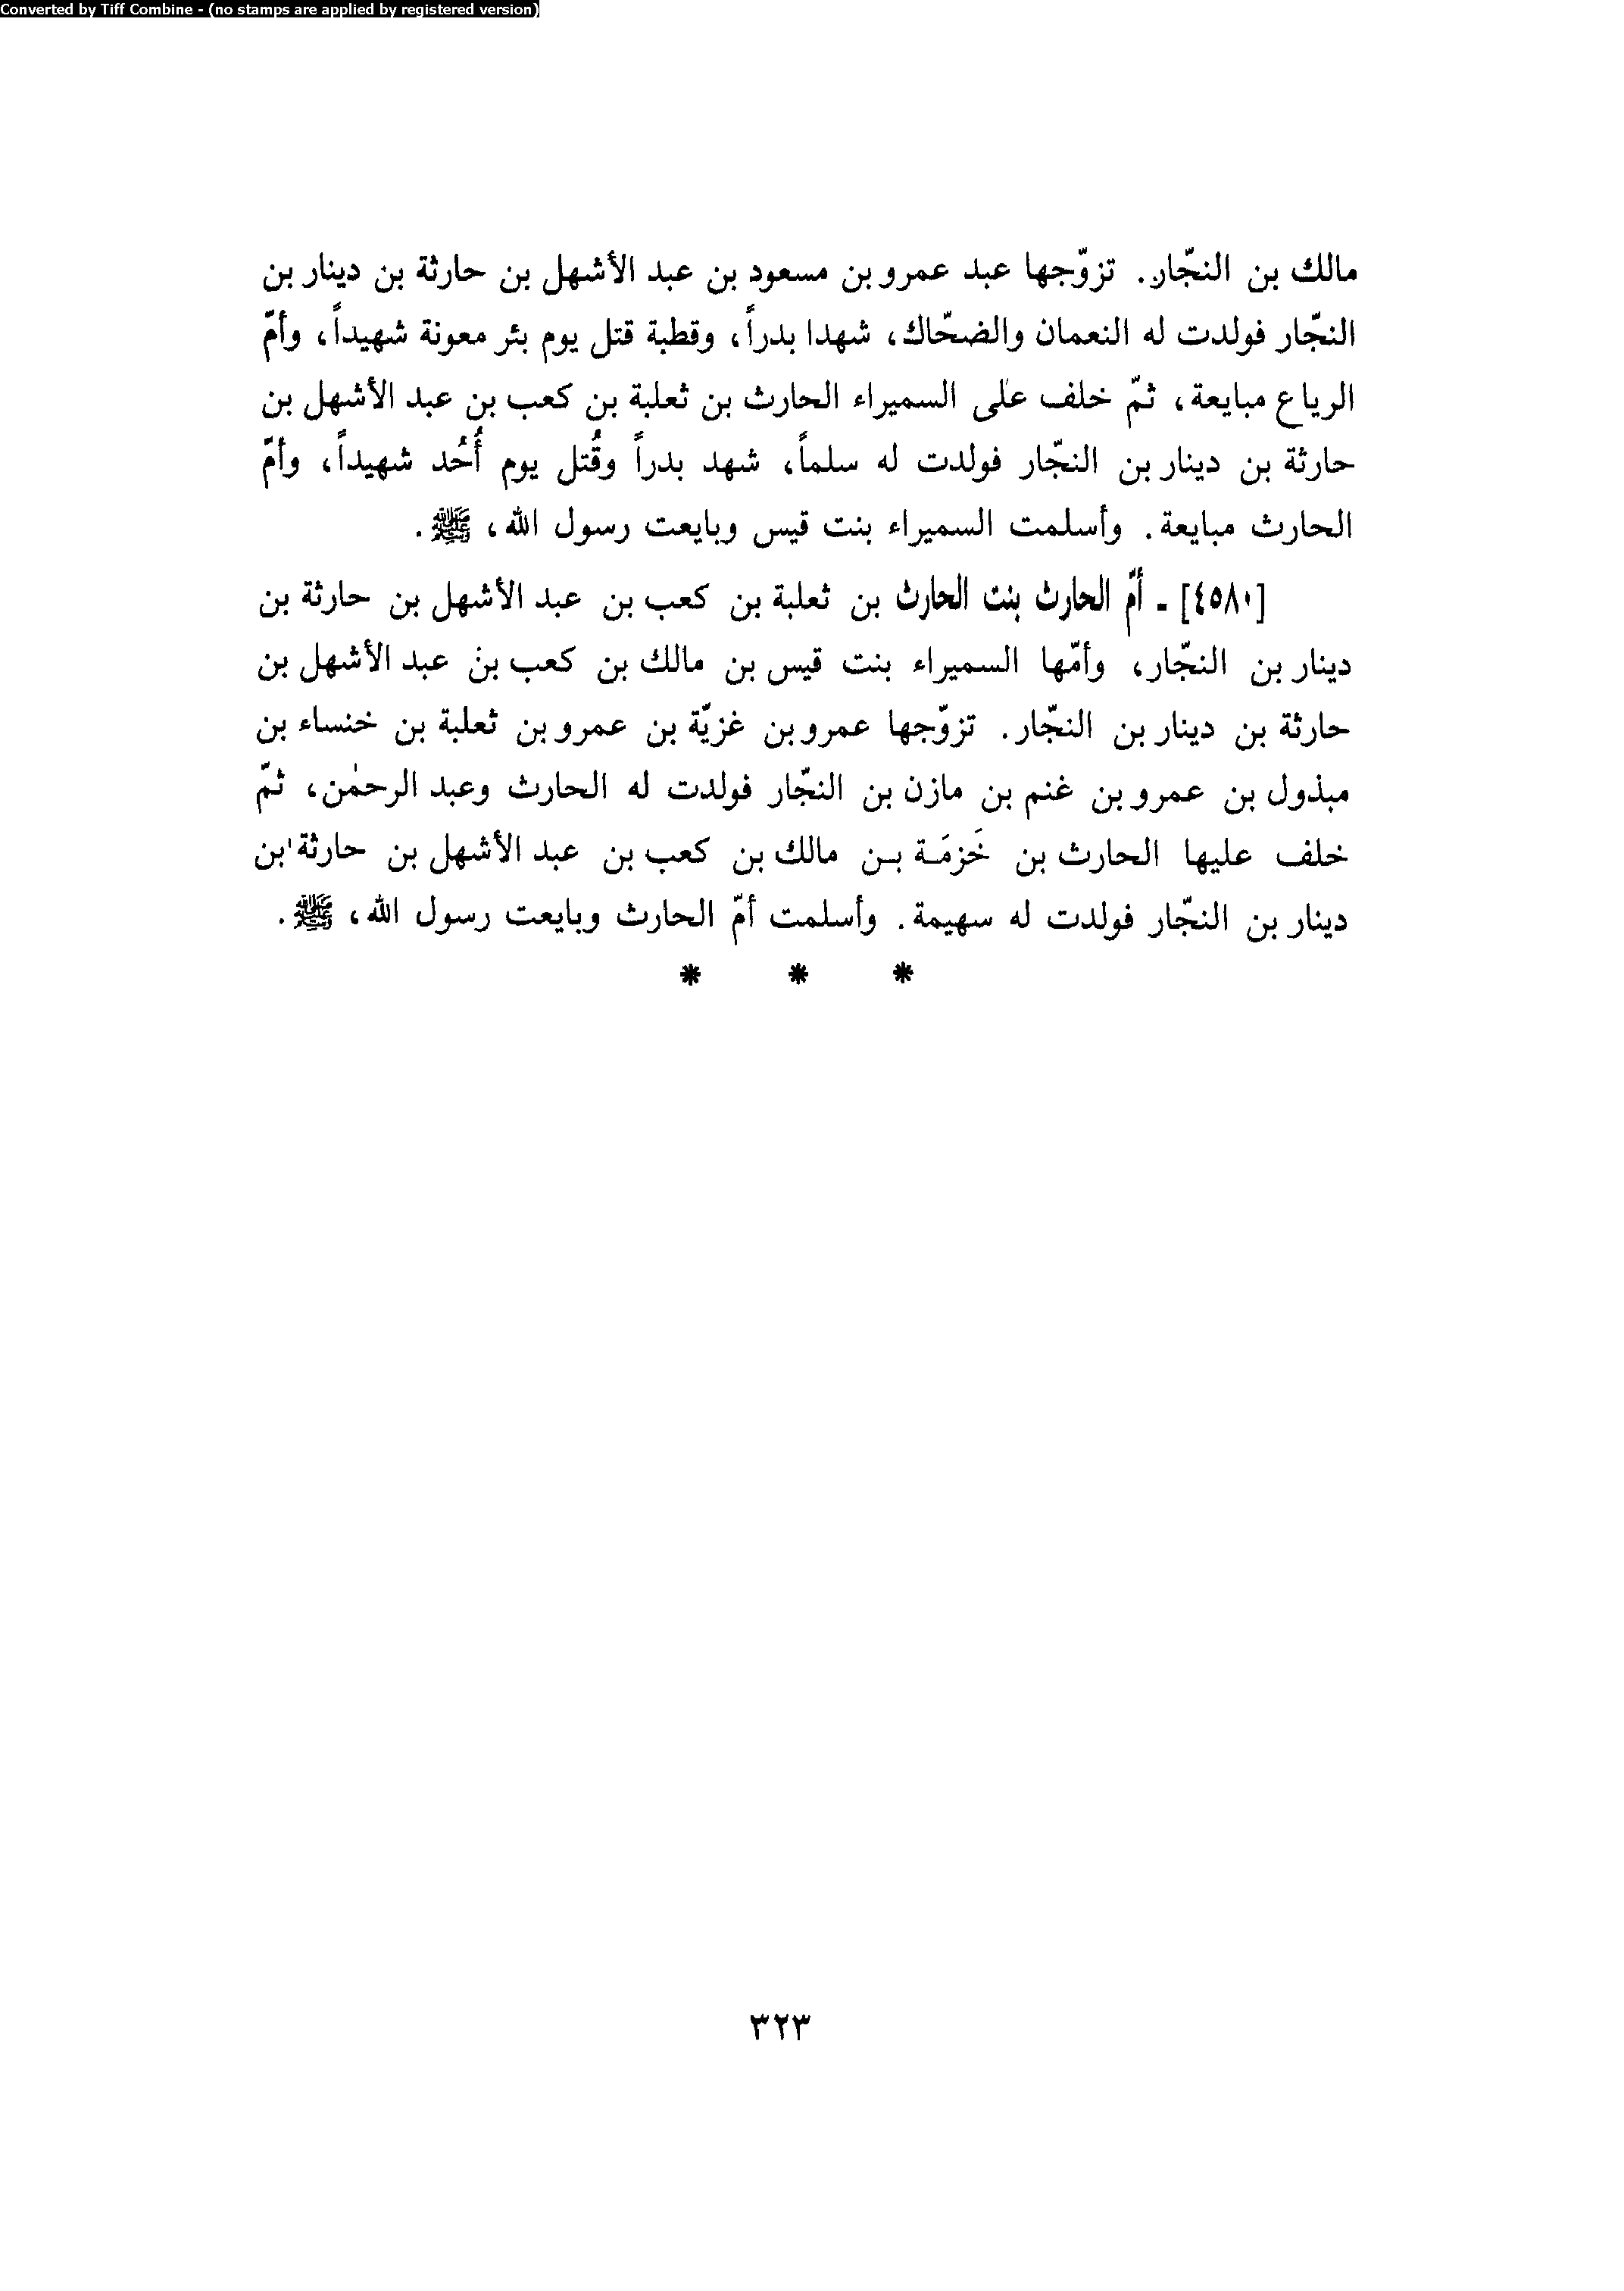 Converted by Tiff Combine - (no stamps are applied by registered version)
مالك بن النجّار. تزوّجها عبد عمرو بن مسعود بن عبد الأشهل بن حارثة بن دينار بن
النجّار فولدت له النعمان والضحّاك، شهدا بدراً، وقطبة قتل يوم بئر معونة شهيداً، وأمّ
الرياع مبايعة، ثمّ خلف على السميراء الحارث بن ثعلبة بن كعب بن عبد الأشهل بن
حارثة بن دينار بن النجّار فولدت له سلماً، شهد بدراً وقُتل يوم أُحُد شهيداً، وأمّ
الحارث مبايعة. وأسلمت السميراء بنت قيس وبايعت رسول الله، ﷺ.
[٤٥٨٠] - أمّ الحارث بنت الحارث بن ثعلبة بن كعب بن عبد الأشهل بن حارثة بن
دينار بن النجّار، وأمّها السميراء بنت قيس بن مالك بن كعب بن عبد الأشهل بن
حارثة بن دينار بن النجّار. تزوّجها عمرو بن غزيّة بن عمرو بن ثعلبة بن خنساء بن
مبذول بن عمرو بن غنم بن مازن بن النجّار فولدت له الحارث وعبد الرحمٰن، ثمّ
خلف عليها الحارث بن خَزمَـة بـن مالك بن كعب بن عبد الأشهل بن حارثة بن
دينار بن النجّار فولدت له سهيمة. وأسلمت أمّ الحارث وبايعت رسول الله، ﷺ.
* * *
٣٢٣